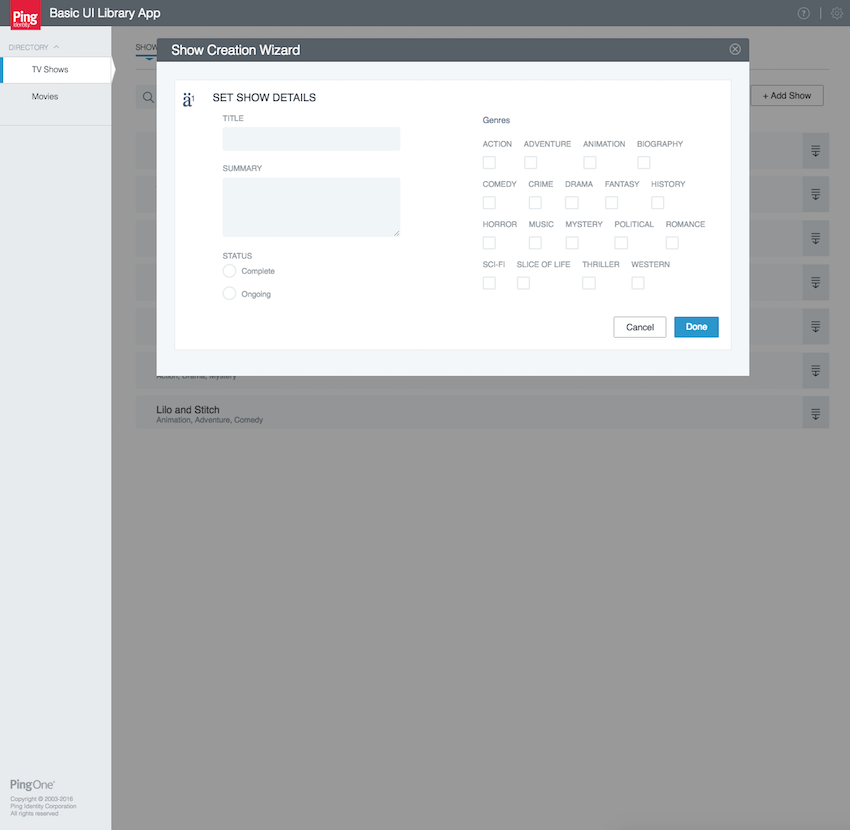 Ping
Identity
Basic UI Library App
?
DIRECTORY
TV Shows
Movies
SHOW
Show Creation Wizard
+ Add Show
SET SHOW DETAILS
TITLE
SUMMARY
STATUS
Complete
Ongoing
Genres
ACTION ADVENTURE ANIMATION BIOGRAPHY
COMEDY CRIME DRAMA FANTASY HISTORY
HORROR MUSIC MYSTERY POLITICAL ROMANCE
SCI-FI SLICE OF LIFE THRILLER WESTERN
Cancel Done
Action, Drama, Mystery
Lilo and Stitch
Animation, Adventure, Comedy
PingOne
Copyright © 2003-2016
Ping Identity Corporation
All rights reserved